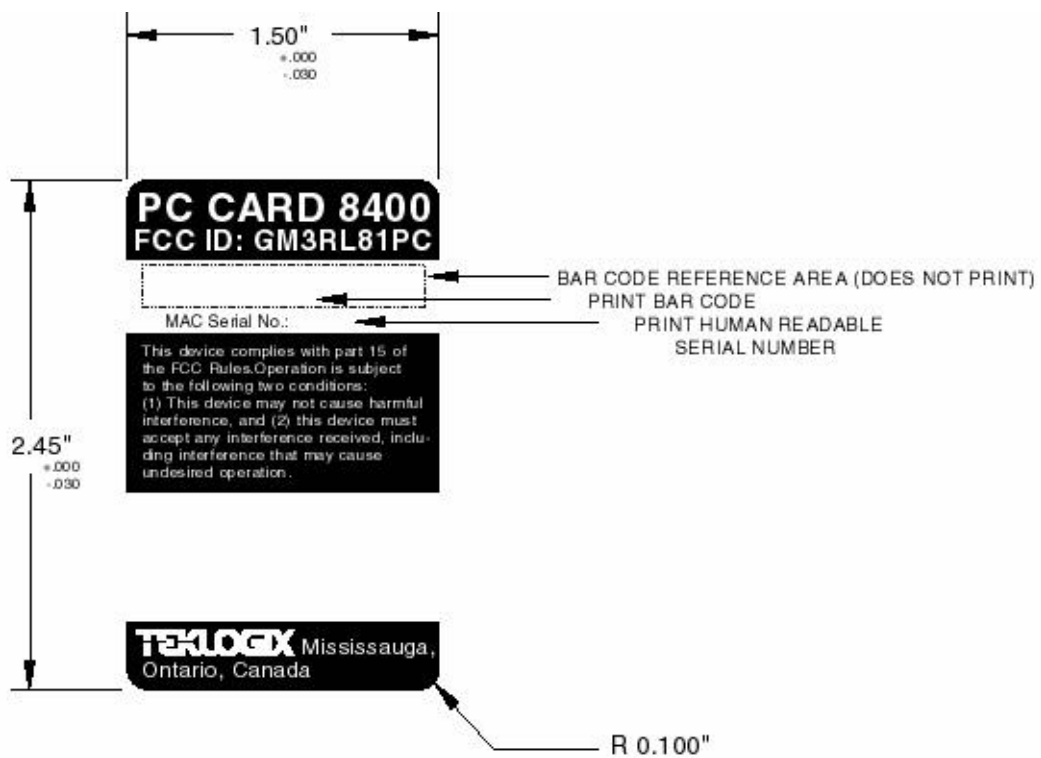 1.50"
+.000
-.030
PC CARD 8400
FCC ID: GM3RL81PC
BAR CODE REFERENCE AREA (DOES NOT PRINT)
PRINT BAR CODE
MAC Serial No.:
PRINT HUMAN READABLE
SERIAL NUMBER
This device complies with part 15 of
the FCC Rules.Operation is subject
to the following two conditions:
(1) This device may not cause harmful
interference, and (2) this device must
accept any interference received, inclu-
ding interference that may cause
undesired operation.
2.45"
+.000
-.030
TEKLOGIX Mississauga,
Ontario, Canada
R 0.100"